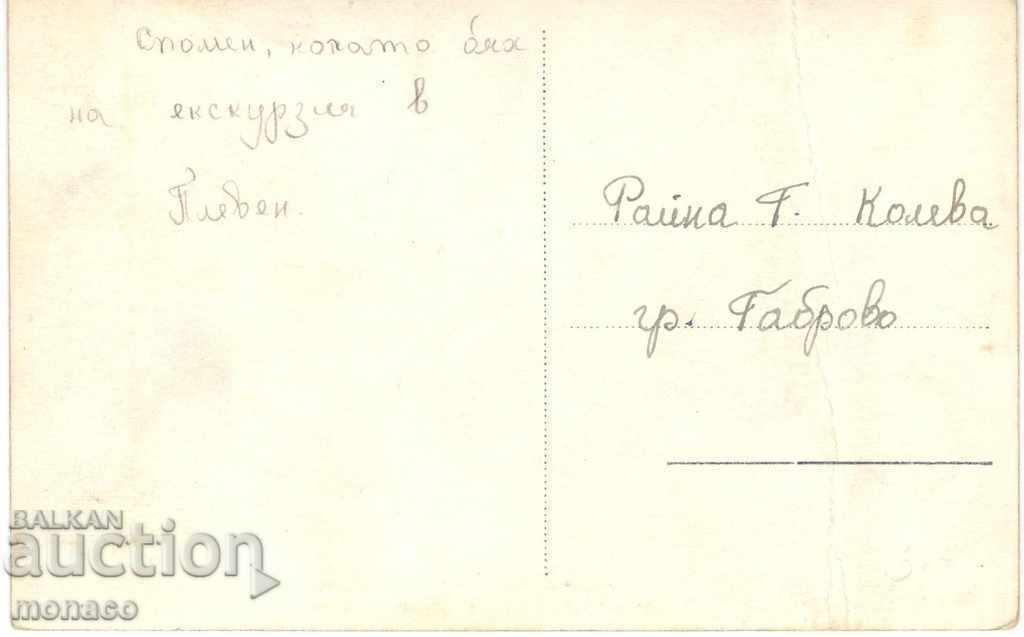 Спомен, когато бях
на екскурзия в
Плевен.
Райна Г. Колева
гр. Габрово
BALKAN
auction
monaco